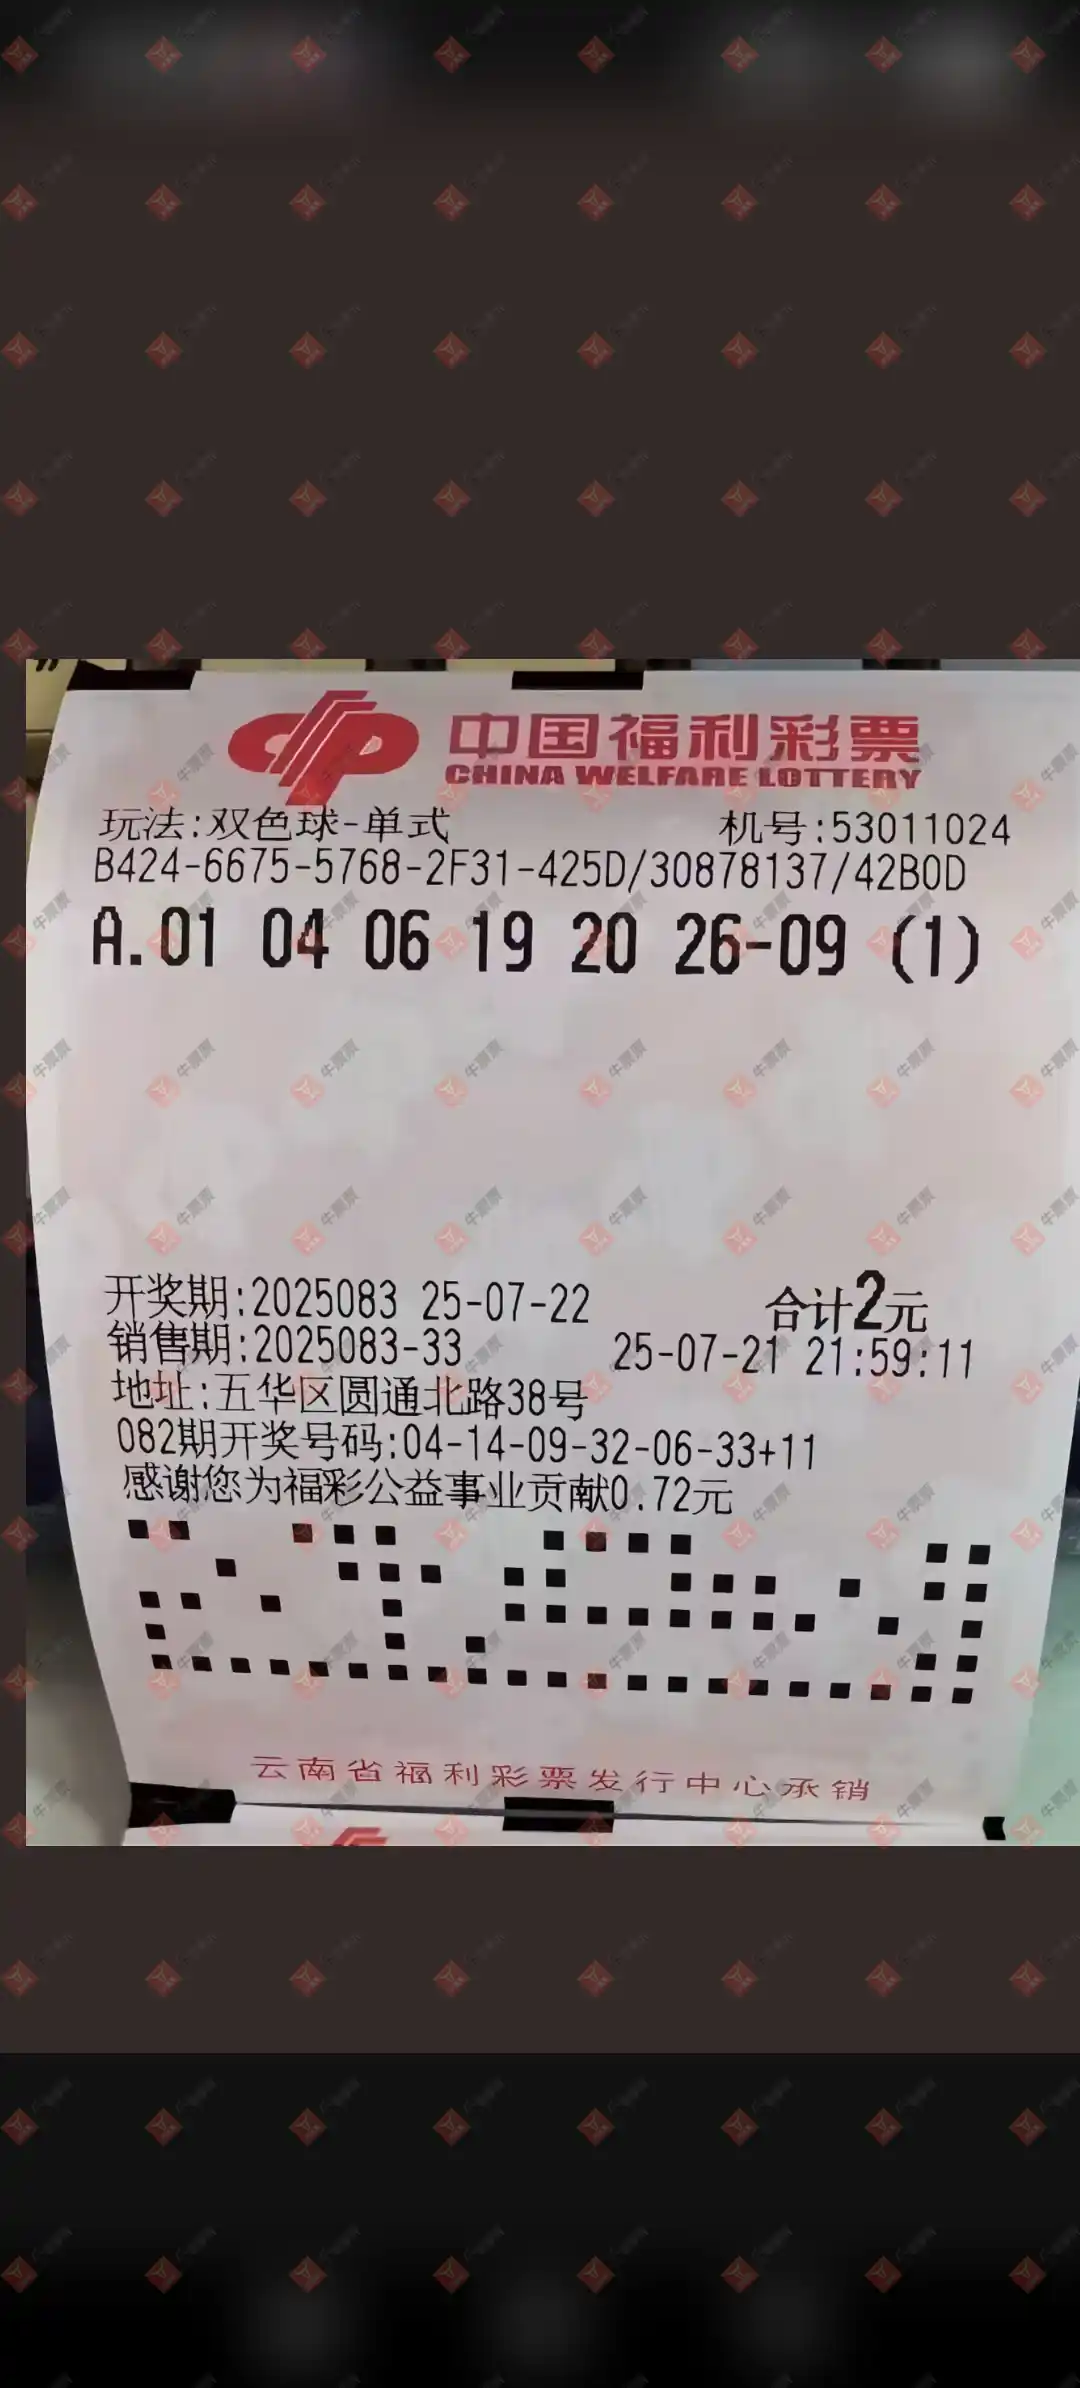 中国福利彩票
CHINA WELFARE LOTTERY
玩法:双色球-单式 机号:53011024
B424-6675-5768-2F31-425D/30878137/42B0D
A.01 04 06 19 20 26-09 (1)
开奖期:2025083 25-07-22 合计2元
销售期:2025083-33 25-07-21 21:59:11
地址:五华区圆通北路38号
082期开奖号码:04-14-09-32-06-33+11
感谢您为福彩公益事业贡献0.72元
云南省福利彩票发行中心承销
牛票票